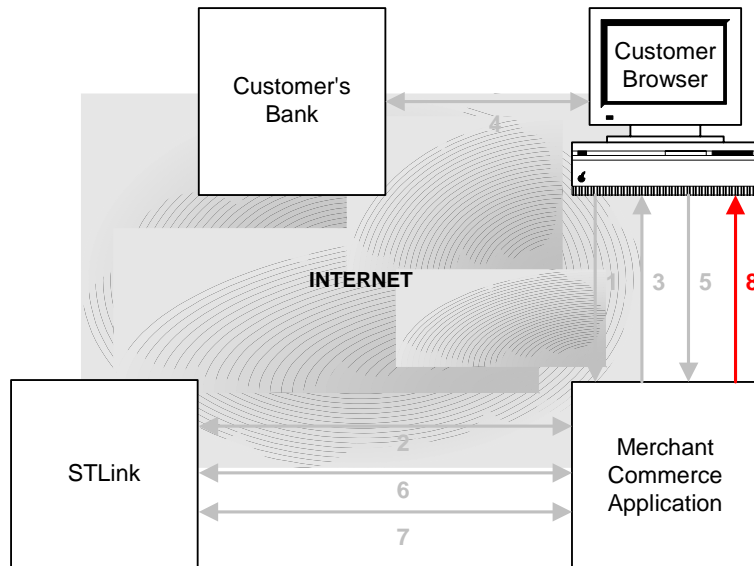 Customer's
Bank
Customer
Browser
4
INTERNET
1
3
5
8
STLink
2
6
7
Merchant
Commerce
Application